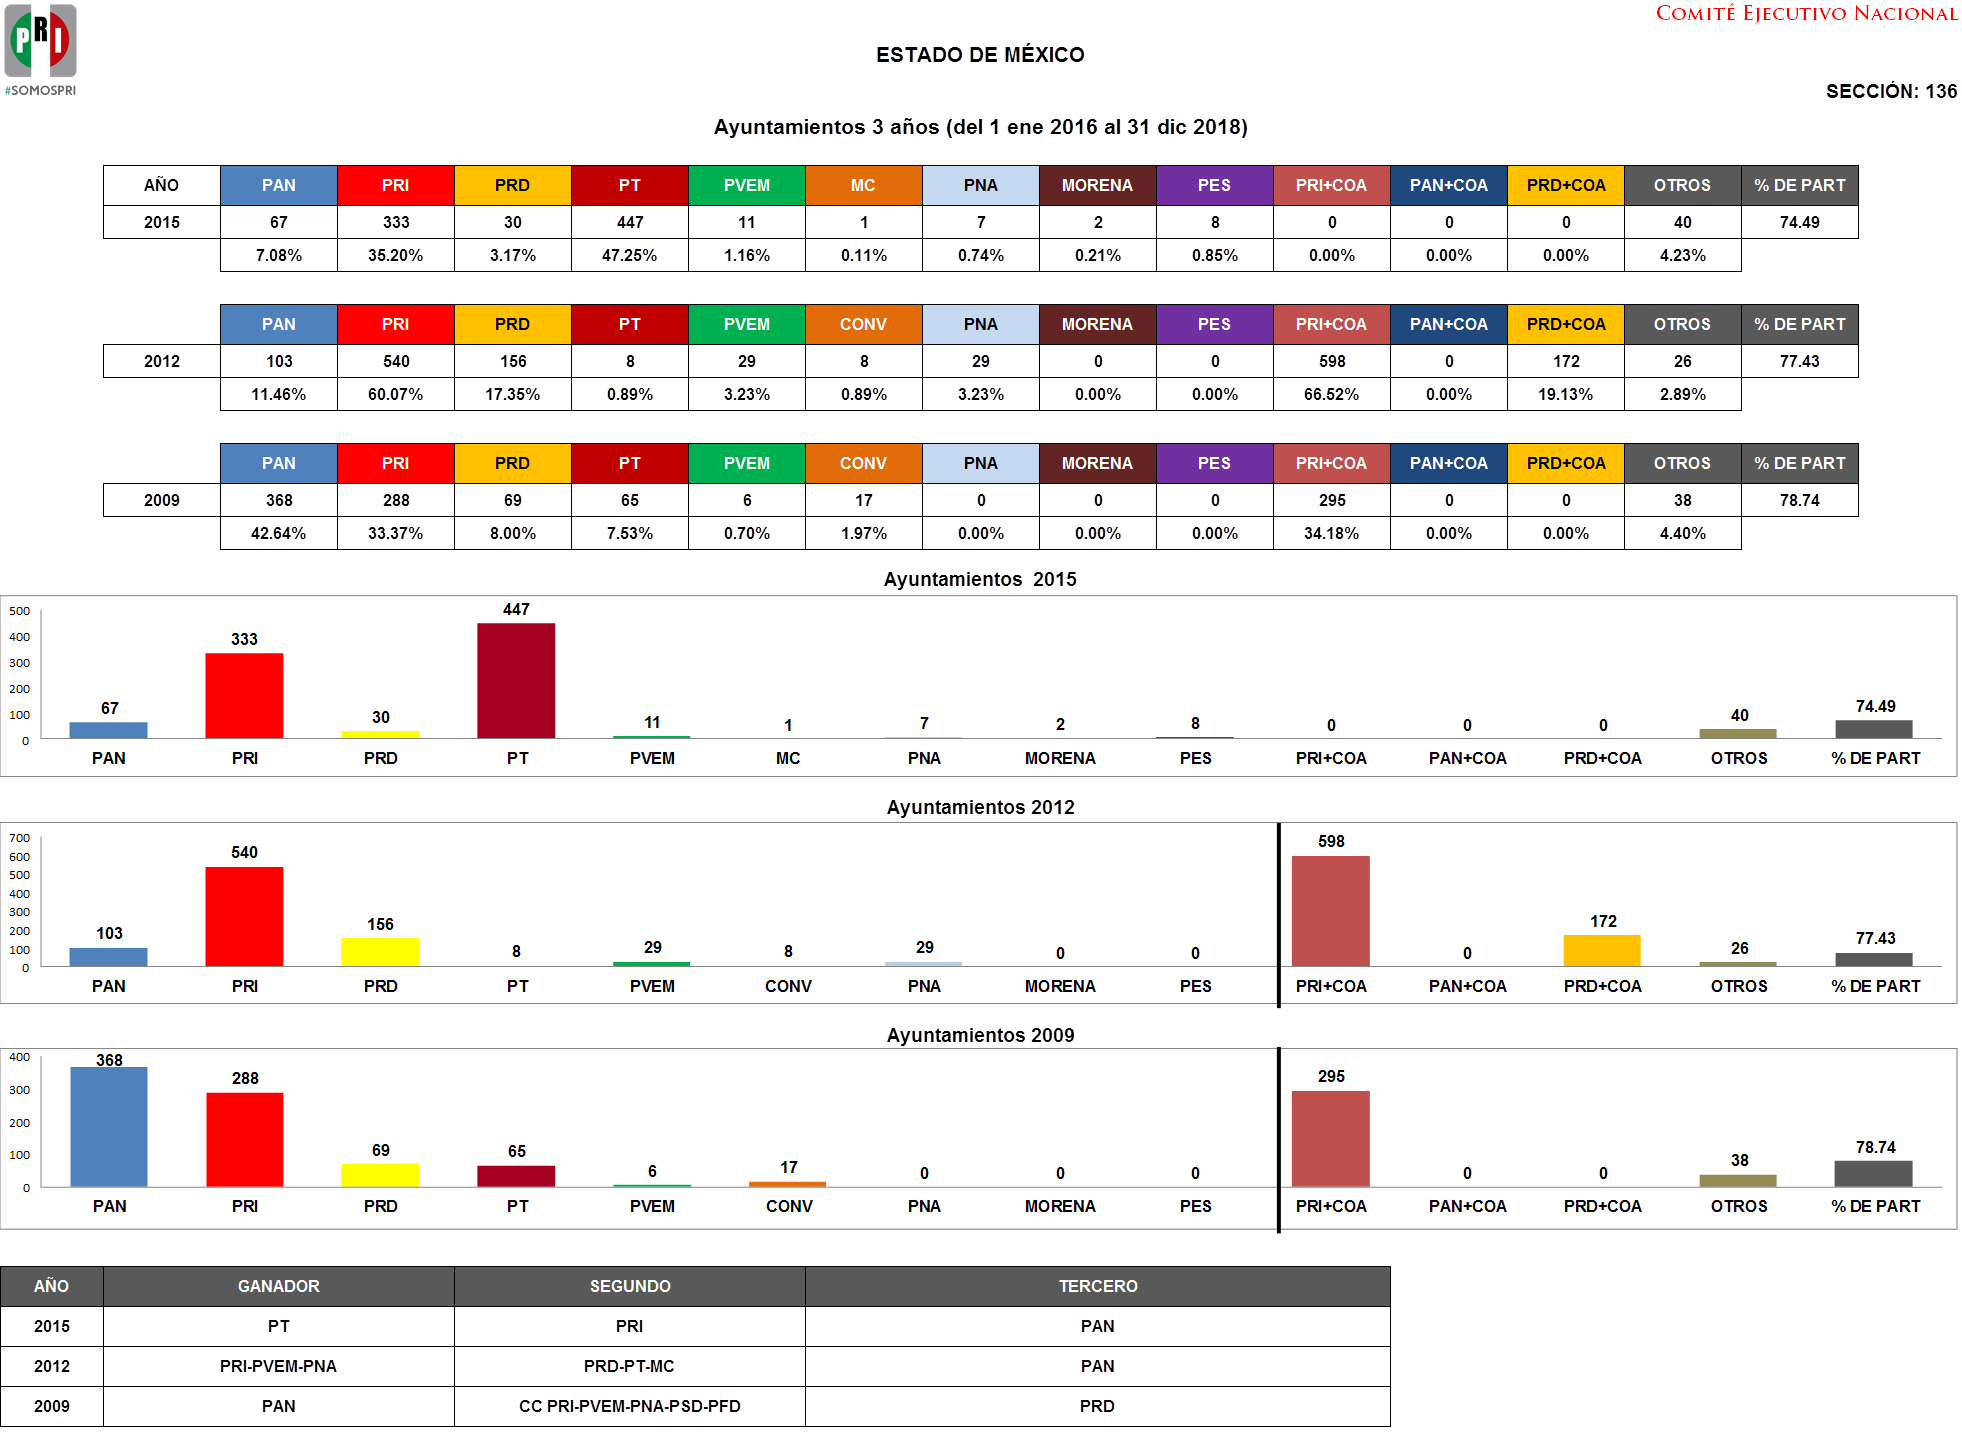 PRI
#SOMOSPRI
COMITÉ EJECUTIVO NACIONAL
ESTADO DE MÉXICO
SECCIÓN: 136
Ayuntamientos 3 años (del 1 ene 2016 al 31 dic 2018)
AÑO PAN PRI PRD PT PVEM MC PNA MORENA PES PRI+COA PAN+COA PRD+COA OTROS % DE PART
2015 67 333 30 447 11 1 7 2 8 0 0 0 40 74.49
7.08% 35.20% 3.17% 47.25% 1.16% 0.11% 0.74% 0.21% 0.85% 0.00% 0.00% 0.00% 4.23%
PAN PRI PRD PT PVEM CONV PNA MORENA PES PRI+COA PAN+COA PRD+COA OTROS % DE PART
2012 103 540 156 8 29 8 29 0 0 598 0 172 26 77.43
11.46% 60.07% 17.35% 0.89% 3.23% 0.89% 3.23% 0.00% 0.00% 66.52% 0.00% 19.13% 2.89%
PAN PRI PRD PT PVEM CONV PNA MORENA PES PRI+COA PAN+COA PRD+COA OTROS % DE PART
2009 368 288 69 65 6 17 0 0 0 295 0 0 38 78.74
42.64% 33.37% 8.00% 7.53% 0.70% 1.97% 0.00% 0.00% 0.00% 34.18% 0.00% 0.00% 4.40%
Ayuntamientos 2015
500
400
300
200
100
0
67 333 30 447 11 1 7 2 8 0 0 0 40 74.49
PAN PRI PRD PT PVEM MC PNA MORENA PES PRI+COA PAN+COA PRD+COA OTROS % DE PART
Ayuntamientos 2012
700
600
500
400
300
200
100
0
103 540 156 8 29 8 29 0 0 598 0 172 26 77.43
PAN PRI PRD PT PVEM CONV PNA MORENA PES PRI+COA PAN+COA PRD+COA OTROS % DE PART
Ayuntamientos 2009
400
300
200
100
0
368 288 69 65 6 17 0 0 0 295 0 0 38 78.74
PAN PRI PRD PT PVEM CONV PNA MORENA PES PRI+COA PAN+COA PRD+COA OTROS % DE PART
AÑO GANADOR SEGUNDO TERCERO
2015 PT PRI PAN
2012 PRI-PVEM-PNA PRD-PT-MC PAN
2009 PAN CC PRI-PVEM-PNA-PSD-PFD PRD